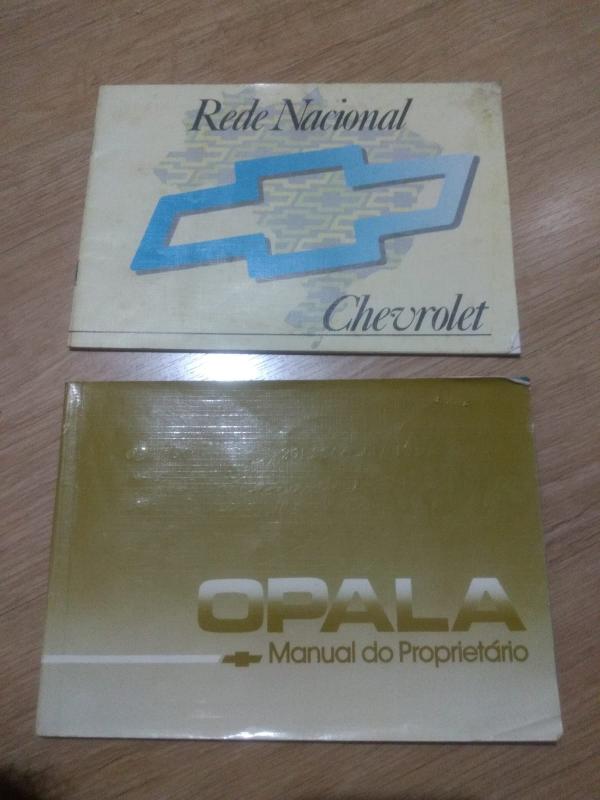 Rede Nacional
Chevrolet
OPALA
Manual do Proprietário